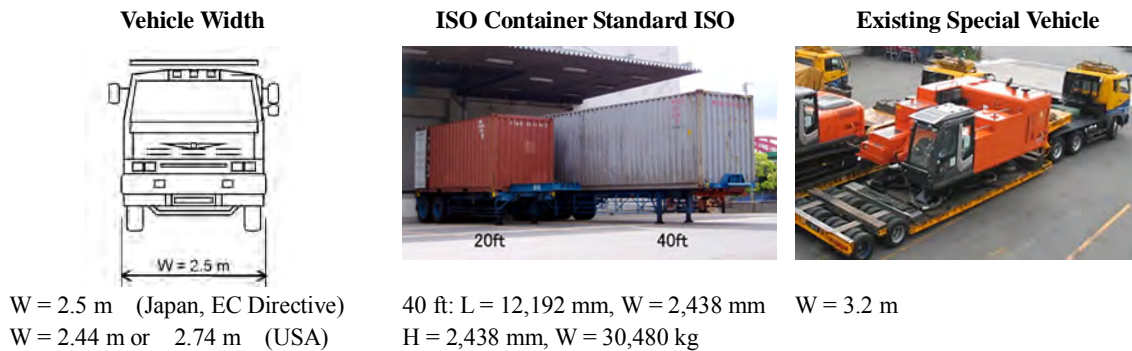 Vehicle Width
ISO Container Standard ISO
Existing Special Vehicle
W = 2.5 m
20ft
40ft
W = 2.5 m (Japan, EC Directive)
W = 2.44 m or 2.74 m (USA)
40 ft: L = 12,192 mm, W = 2,438 mm
H = 2,438 mm, W = 30,480 kg
W = 3.2 m